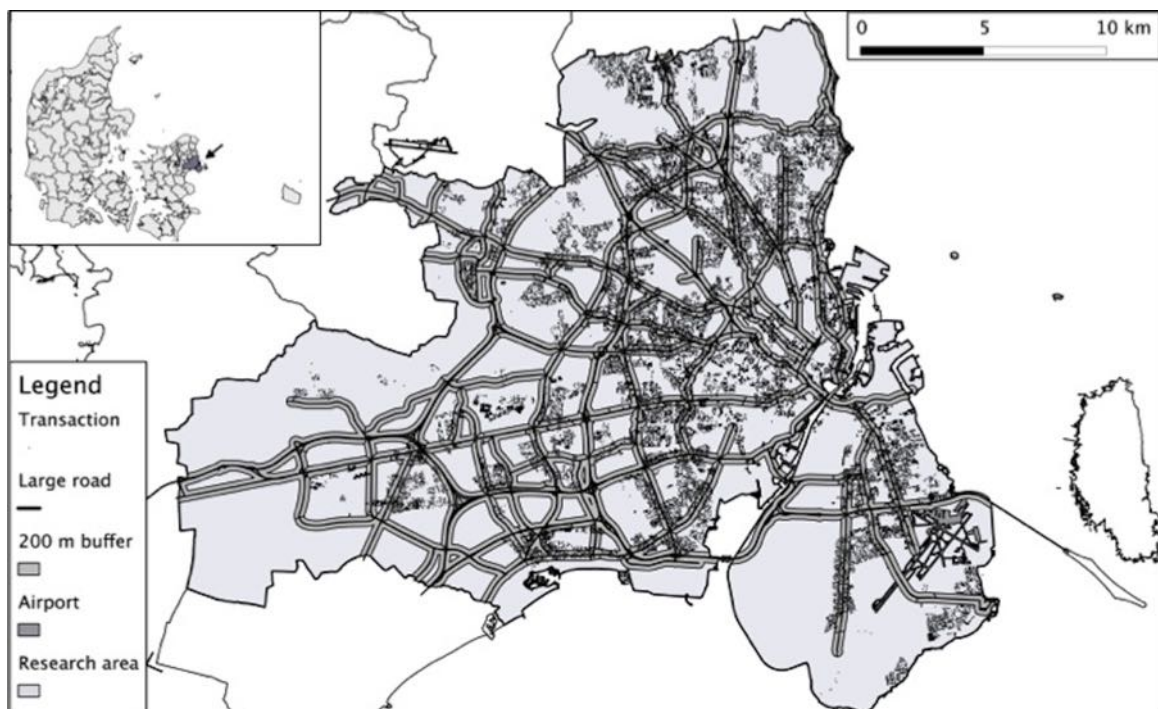 0 5 10 km
Legend
Transaction
Large road
200 m buffer
Airport
Research area